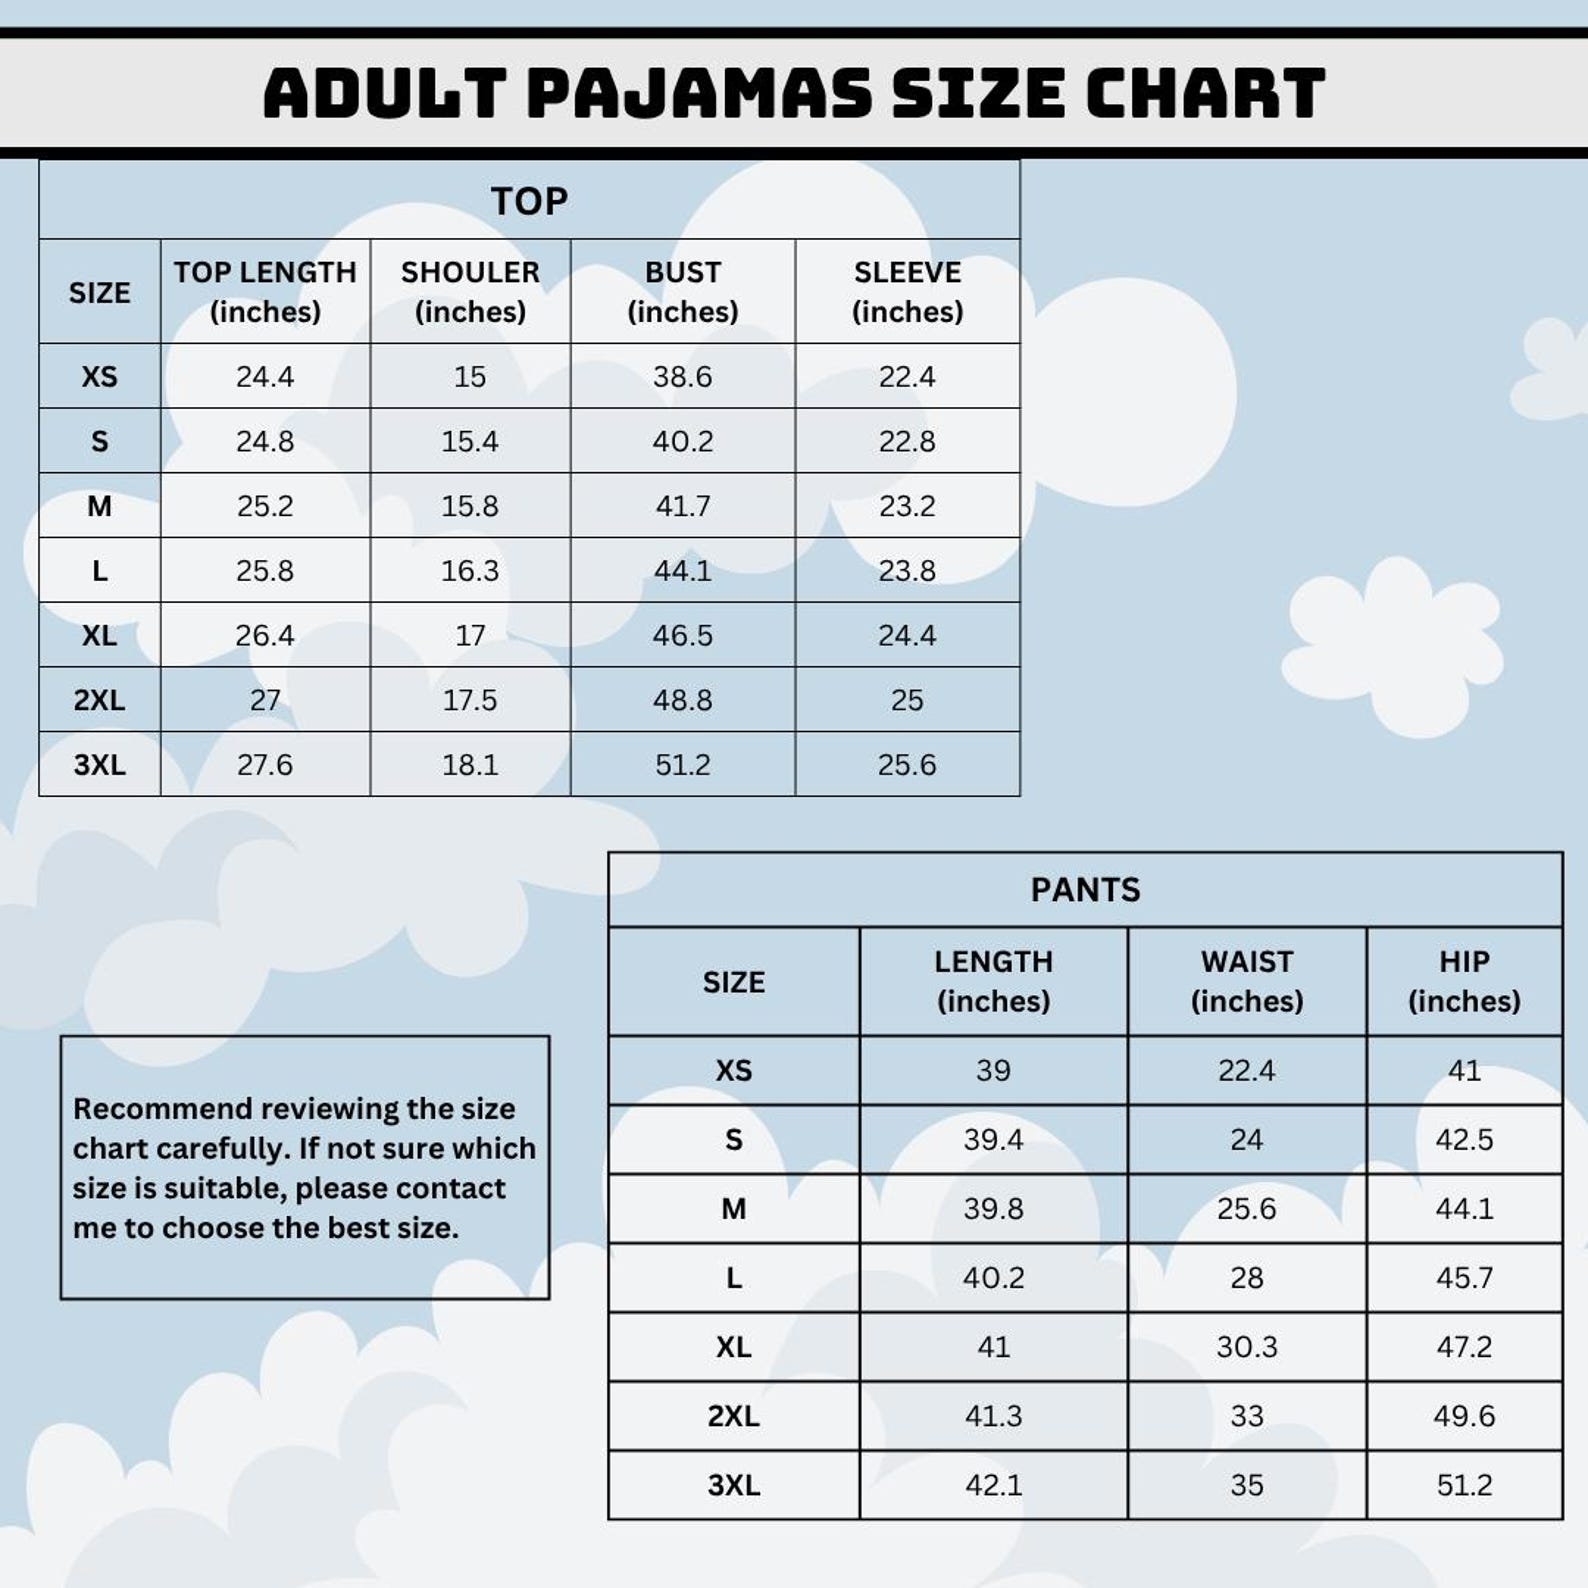 ADULT PAJAMAS SIZE CHART
TOP
SIZE TOP LENGTH (inches) SHOULER (inches) BUST (inches) SLEEVE (inches)
XS 24.4 15 38.6 22.4
S 24.8 15.4 40.2 22.8
M 25.2 15.8 41.7 23.2
L 25.8 16.3 44.1 23.8
XL 26.4 17 46.5 24.4
2XL 27 17.5 48.8 25
3XL 27.6 18.1 51.2 25.6
Recommend reviewing the size
chart carefully. If not sure which
size is suitable, please contact
me to choose the best size.
PANTS
SIZE LENGTH (inches) WAIST (inches) HIP (inches)
XS 39 22.4 41
S 39.4 24 42.5
M 39.8 25.6 44.1
L 40.2 28 45.7
XL 41 30.3 47.2
2XL 41.3 33 49.6
3XL 42.1 35 51.2